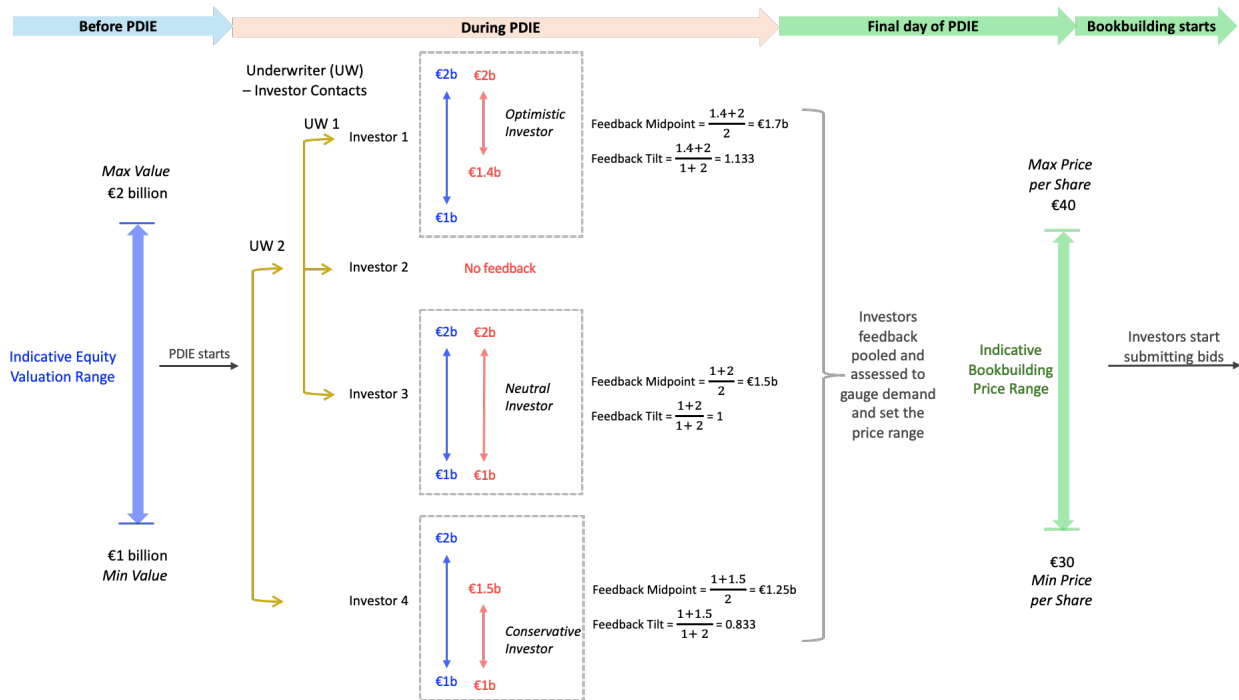 Before PDIE
During PDIE
Final day of PDIE
Bookbuilding starts
Underwriter (UW)
– Investor Contacts
UW 1
UW 2
Max Value
€2 billion
Indicative Equity
Valuation Range
€1 billion
Min Value
PDIE starts
Investor 1
€2b €2b
Optimistic
Investor
€1.4b
€1b
Feedback Midpoint = (1.4+2)/2 = €1.7b
Feedback Tilt = (1.4+2)/(1+ 2) = 1.133
Investor 2
No feedback
Investor 3
€2b €2b
Neutral
Investor
€1b €1b
Feedback Midpoint = (1+2)/2 = €1.5b
Feedback Tilt = (1+2)/(1+ 2) = 1
Investor 4
€2b
€1.5b
Conservative
Investor
€1b €1b
Feedback Midpoint = (1+1.5)/2 = €1.25b
Feedback Tilt = (1+1.5)/(1+ 2) = 0.833
Investors
feedback
pooled and
assessed to
gauge demand
and set the
price range
Max Price
per Share
€40
Indicative
Bookbuilding
Price Range
€30
Min Price
per Share
Investors start
submitting bids